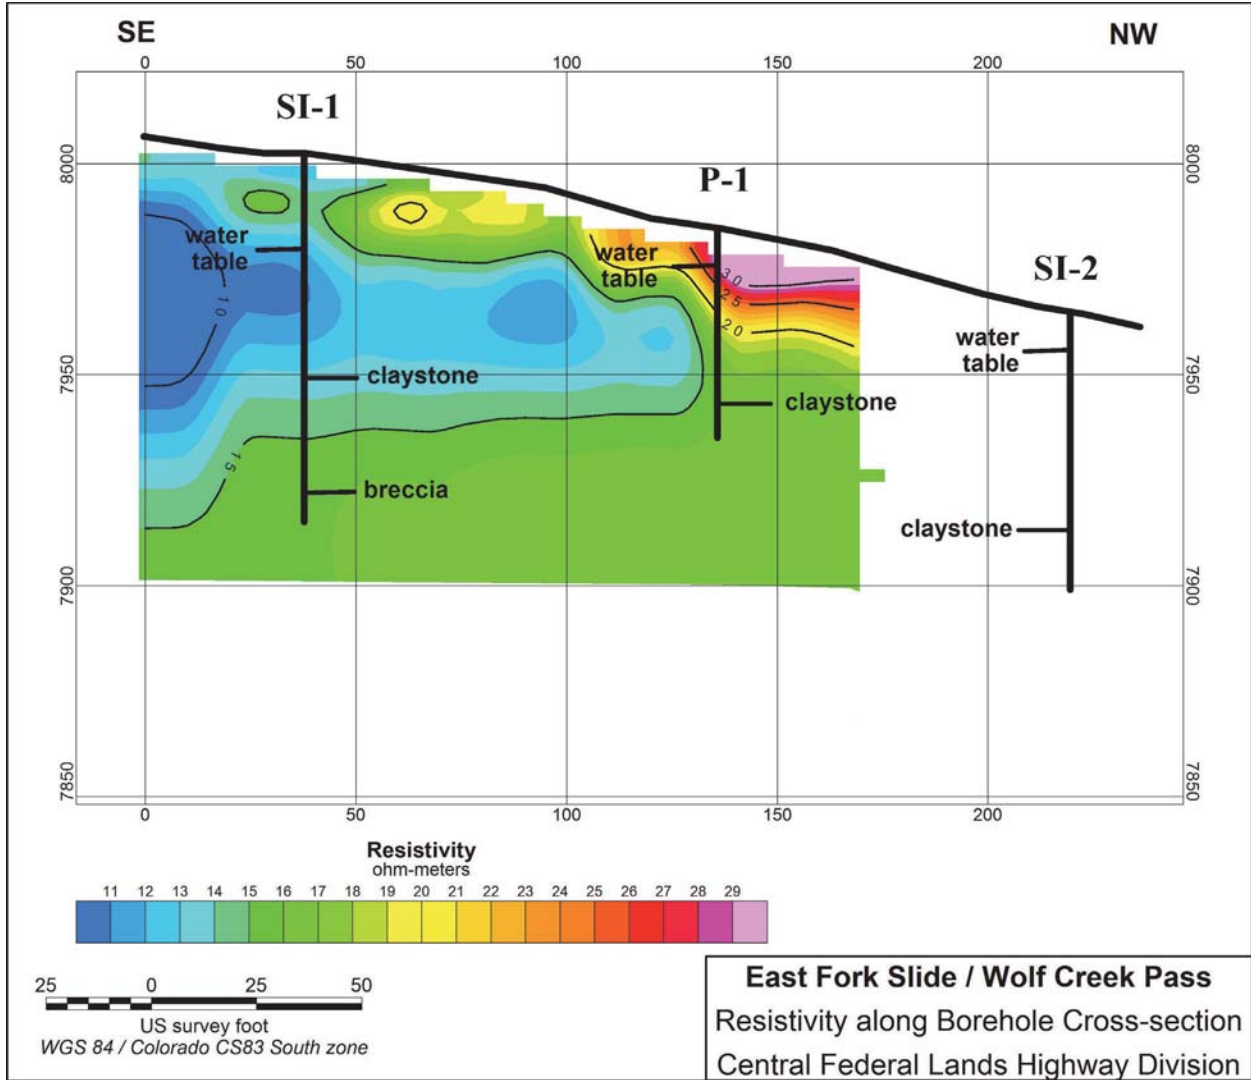 SE
NW
0 50 100 150 200
SI-1
8000
8000
P-1
water
table
water
table
30
SI-2
10
25
20
water
table
7950
7950
claystone
claystone
15
breccia
claystone
7900
7900
7850
7850
0 50 100 150 200
Resistivity
ohm-meters
11 12 13 14 15 16 17 18 19 20 21 22 23 24 25 26 27 28 29
25 0 25 50
US survey foot
WGS 84 / Colorado CS83 South zone
East Fork Slide / Wolf Creek Pass
Resistivity along Borehole Cross-section
Central Federal Lands Highway Division